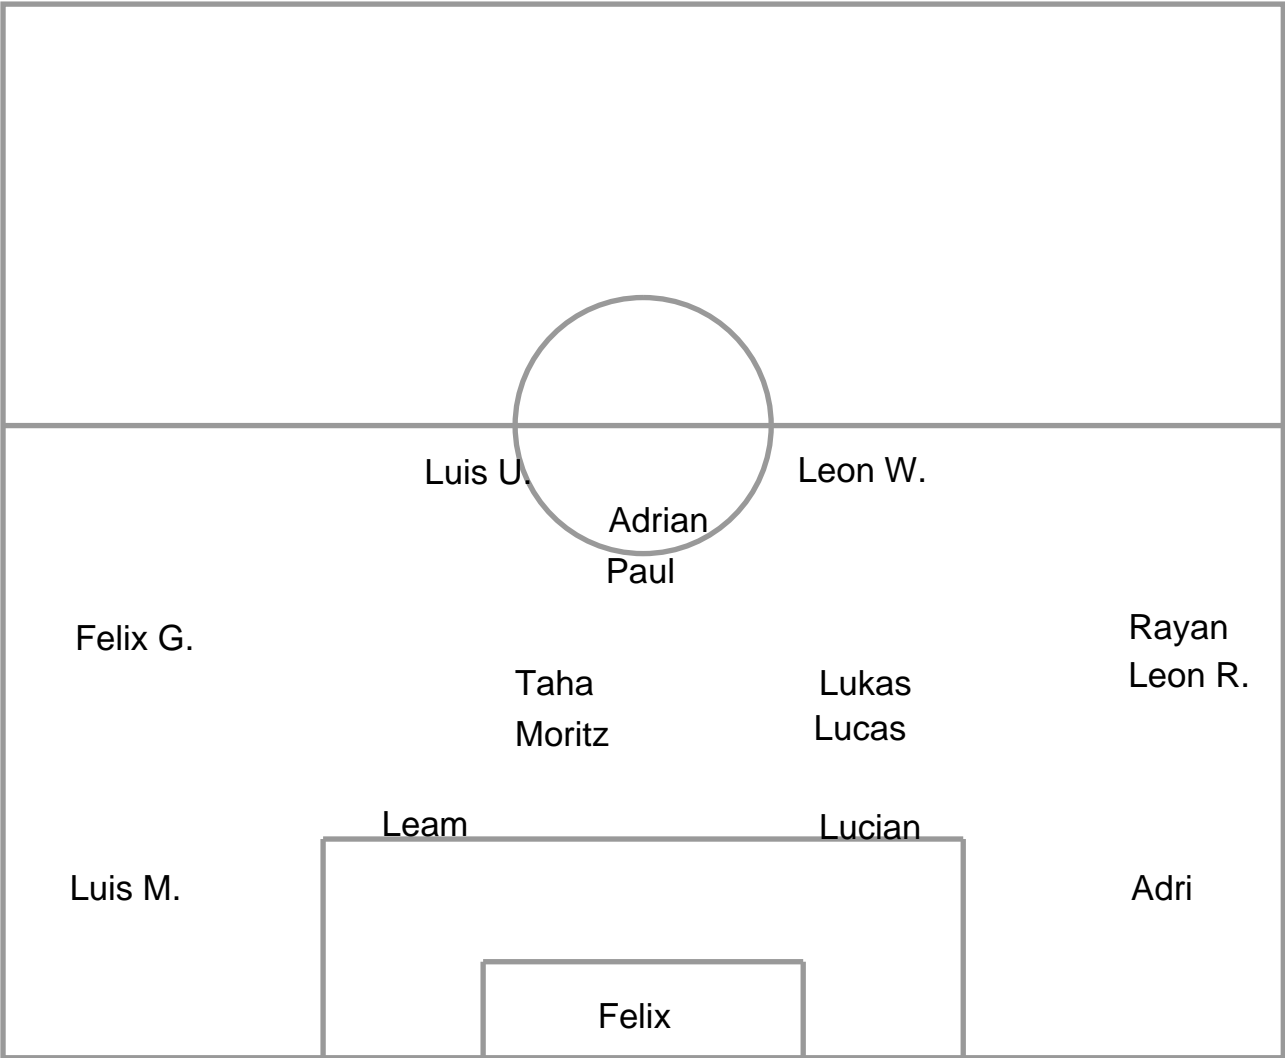 Luis U.
Leon W.
Adrian
Paul
Felix G.
Rayan
Leon R.
Taha
Lukas
Moritz
Lucas
Leam
Lucian
Luis M.
Adri
Felix